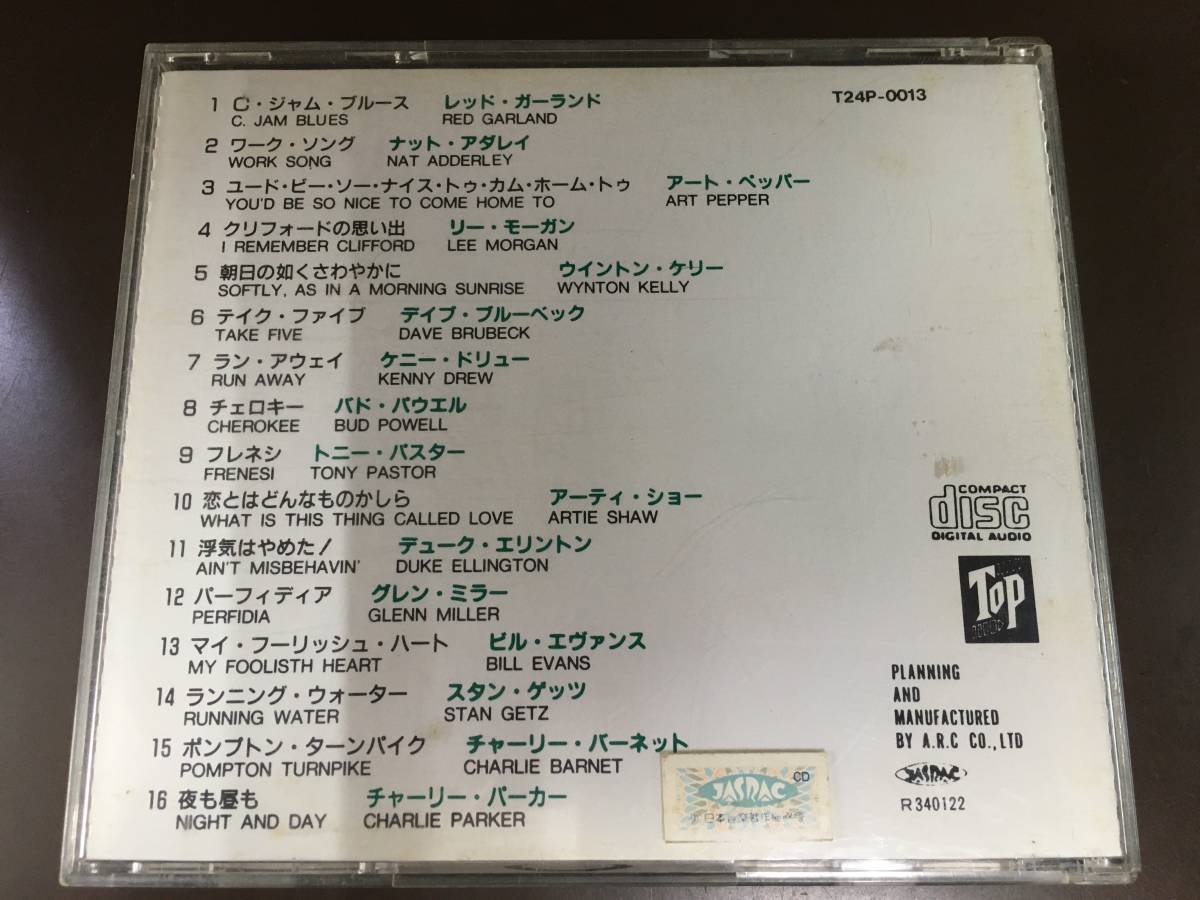 T24P-0013
1 C・ジャム・ブルース レッド・ガーランド
C. JAM BLUES RED GARLAND
2 ワーク・ソング ナット・アダレイ
WORK SONG NAT ADDERLEY
3 ユード・ビー・ソー・ナイス・トゥ・カム・ホーム・トゥ アート・ペッパー
YOU'D BE SO NICE TO COME HOME TO ART PEPPER
4 クリフォードの思い出 リー・モーガン
I REMEMBER CLIFFORD LEE MORGAN
5 朝日の如くさわやかに ウイントン・ケリー
SOFTLY, AS IN A MORNING SUNRISE WYNTON KELLY
6 テイク・ファイブ デイブ・ブルーベック
TAKE FIVE DAVE BRUBECK
7 ラン・アウェイ ケニー・ドリュー
RUN AWAY KENNY DREW
8 チェロキー バド・パウエル
CHEROKEE BUD POWELL
9 フレネシ トニー・パスター
FRENESI TONY PASTOR
10 恋とはどんなものかしら アーティ・ショー
WHAT IS THIS THING CALLED LOVE ARTIE SHAW
11 浮気はやめた! デューク・エリントン
AIN'T MISBEHAVIN' DUKE ELLINGTON
12 パーフィディア グレン・ミラー
PERFIDIA GLENN MILLER
13 マイ・フーリッシュ・ハート ビル・エヴァンス
MY FOOLISTH HEART BILL EVANS
14 ランニング・ウォーター スタン・ゲッツ
RUNNING WATER STAN GETZ
15 ポンプトン・ターンパイク チャーリー・バーネット
POMPTON TURNPIKE CHARLIE BARNET
16 夜も昼も チャーリー・パーカー
NIGHT AND DAY CHARLIE PARKER
COMPACT
disc
DIGITAL AUDIO
Top
PLANNING
AND
MANUFACTURED
BY A.R.C CO.,LTD
JASRAC
R340122
CD
JASRAC